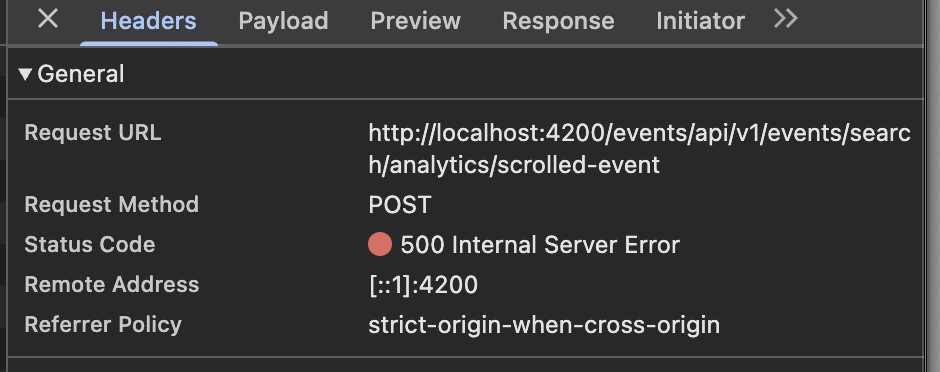 Headers Payload Preview Response Initiator
General
Request URL http://localhost:4200/events/api/v1/events/searc
h/analytics/scrolled-event
Request Method POST
Status Code 500 Internal Server Error
Remote Address [::1]:4200
Referrer Policy strict-origin-when-cross-origin